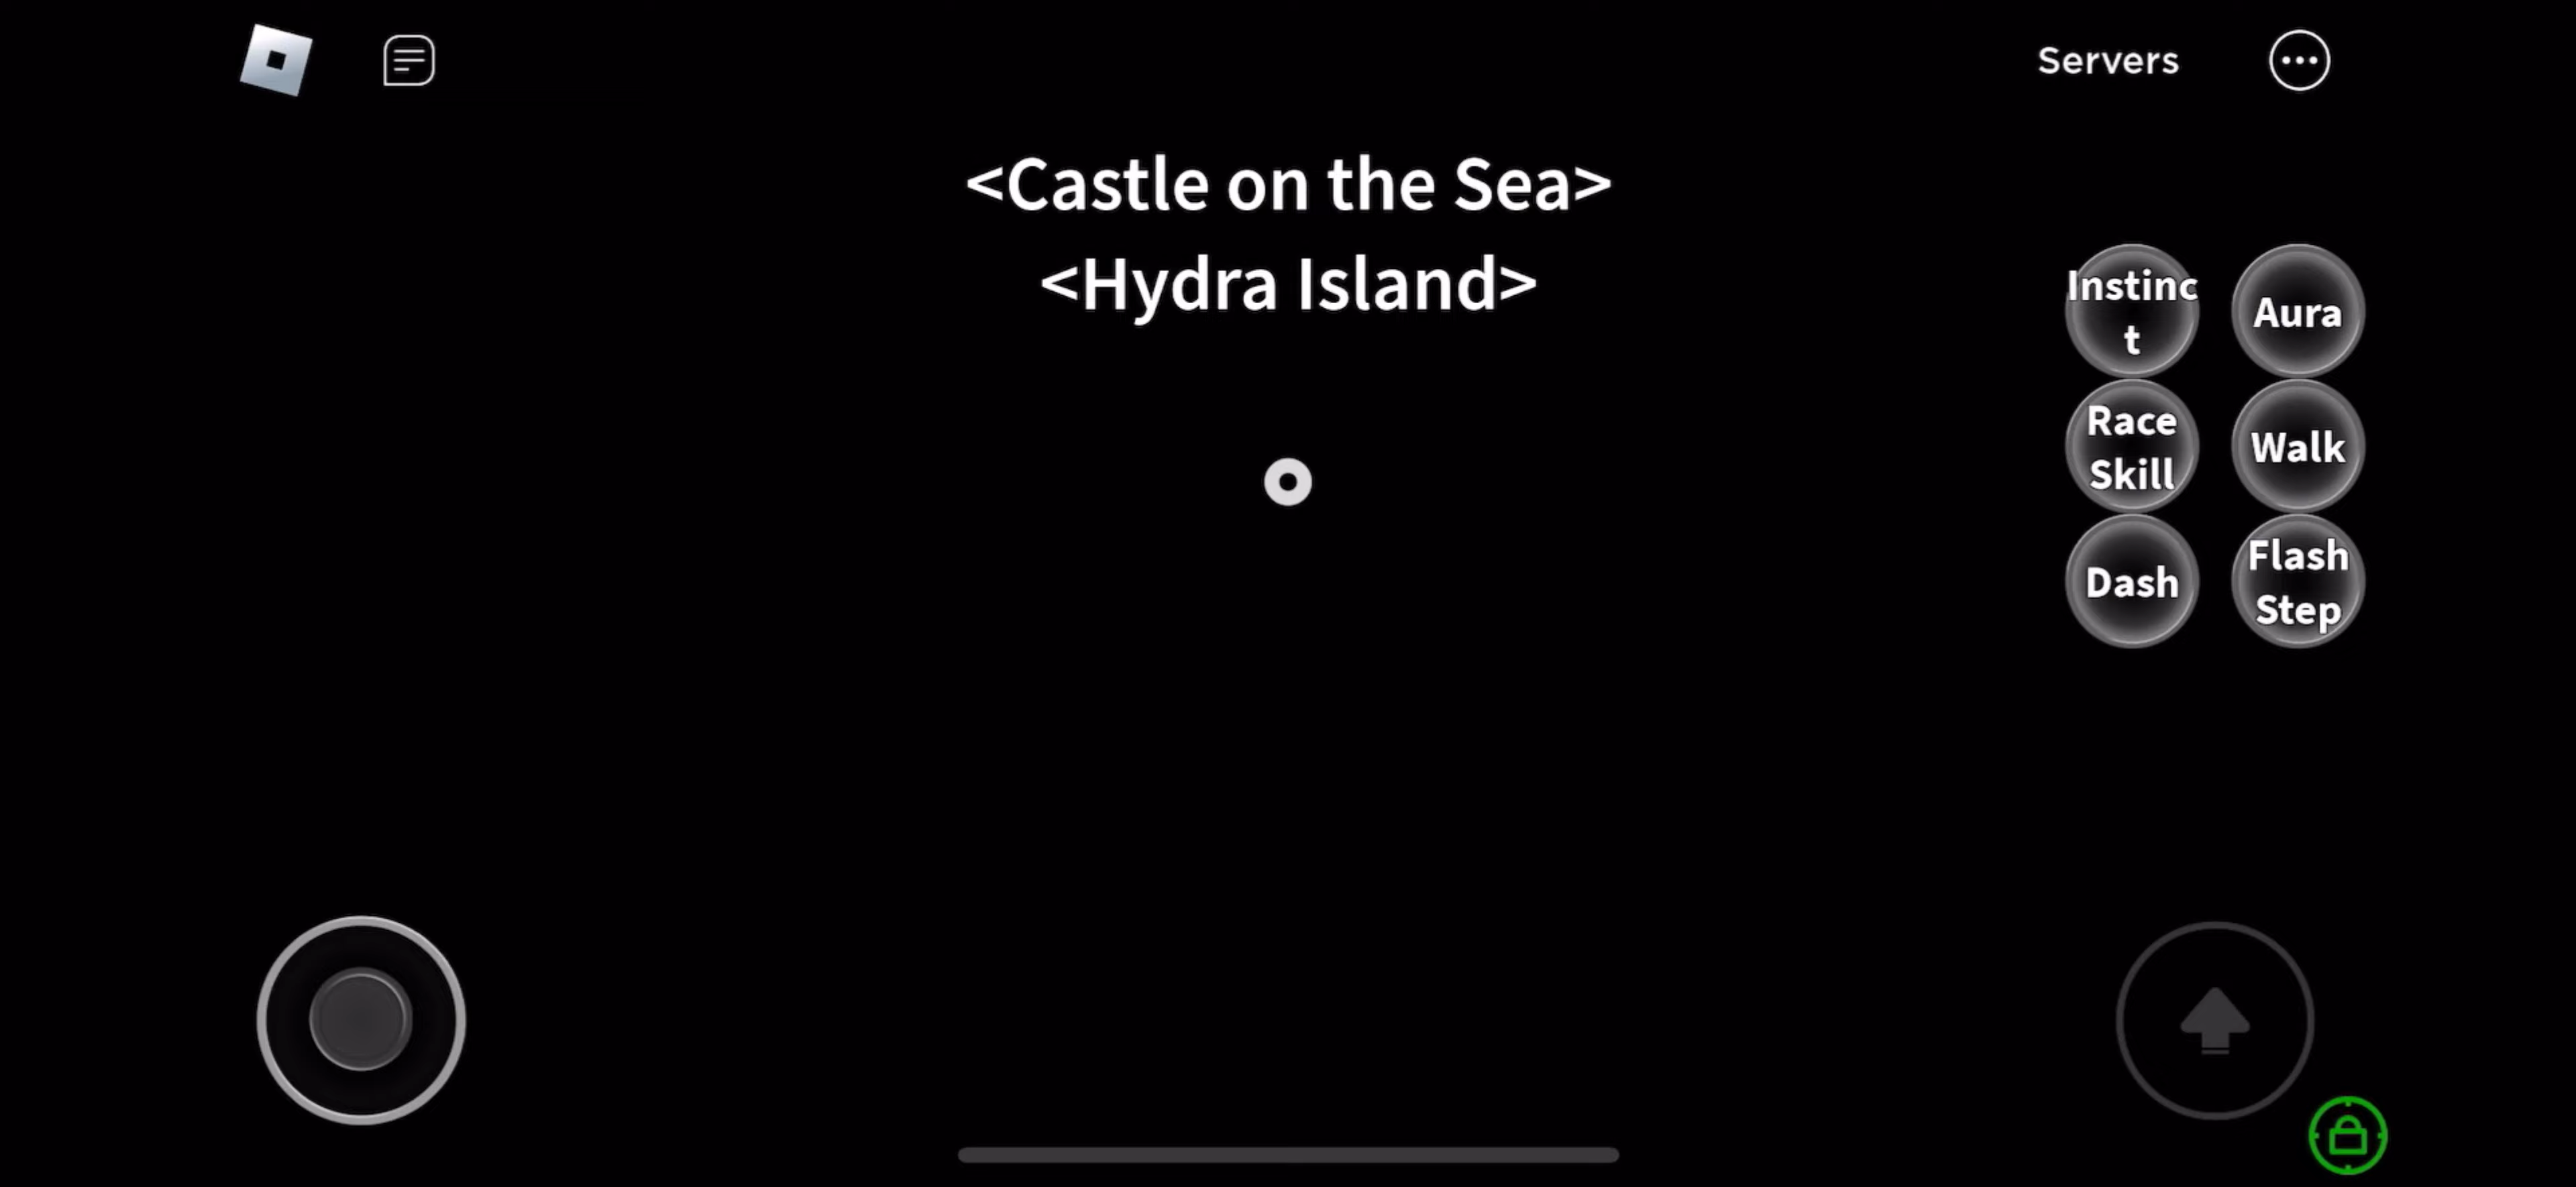 Servers
<Castle on the Sea>
<Hydra Island>
Instinc
t
Aura
Race
Skill
Walk
Dash
Flash
Step